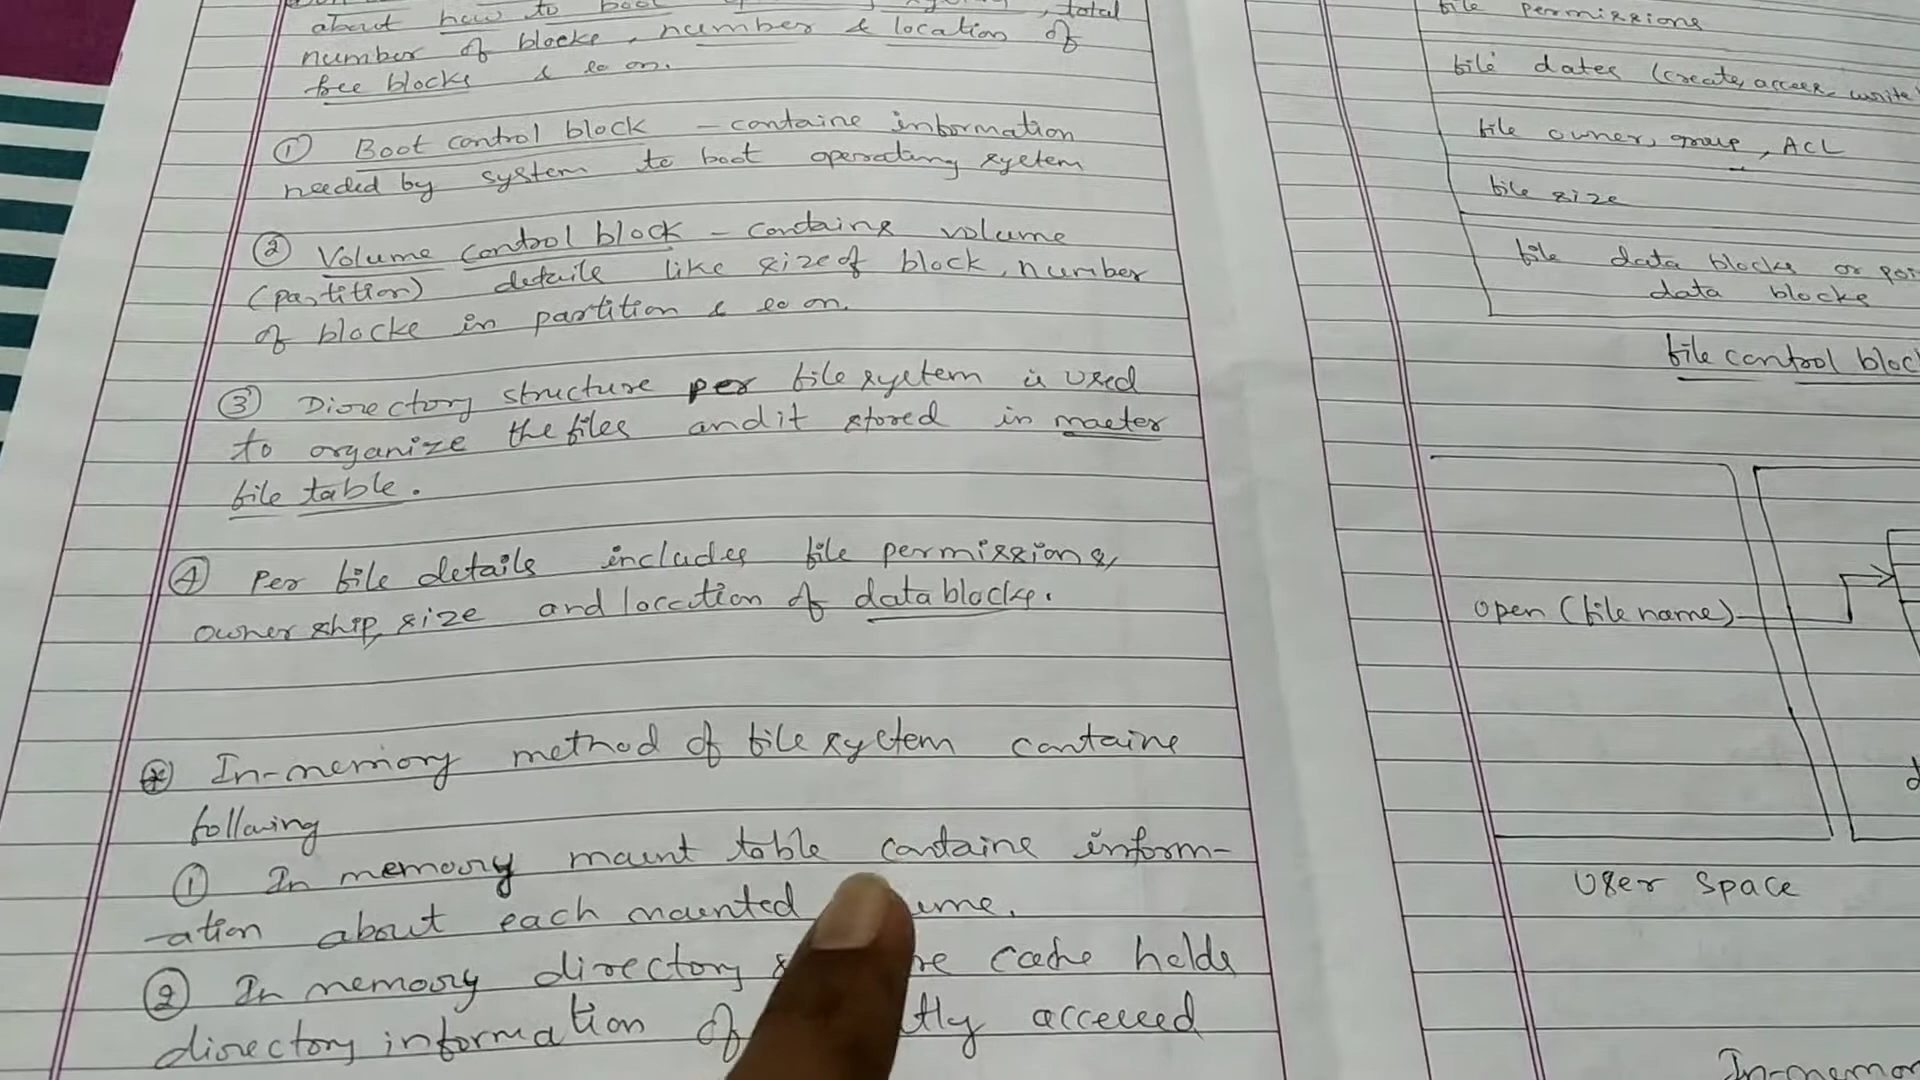 about how to boot total
number of blocks, number & location of
free blocks & so on.
① Boot control block - contains information
needed by system to boot operating system
② Volume control block - contains volume
(partition) details like size of block, number
of blocks in partition & so on.
③ Directory structure per file system is used
to organize the files and it stored in master
file table.
④ Per file details includes file permissions,
ownership, size and location of data blocks.
⊛ In-memory method of file system contains
following
① In memory mount table contains inform-
-ation about each mounted
② In memory directory cache holds
directory information of accessed
file permissions
file dates (create, access, write)
file owner, group, ACL
file size
file data blocks or
data blocks
file control
open (file name)
User Space